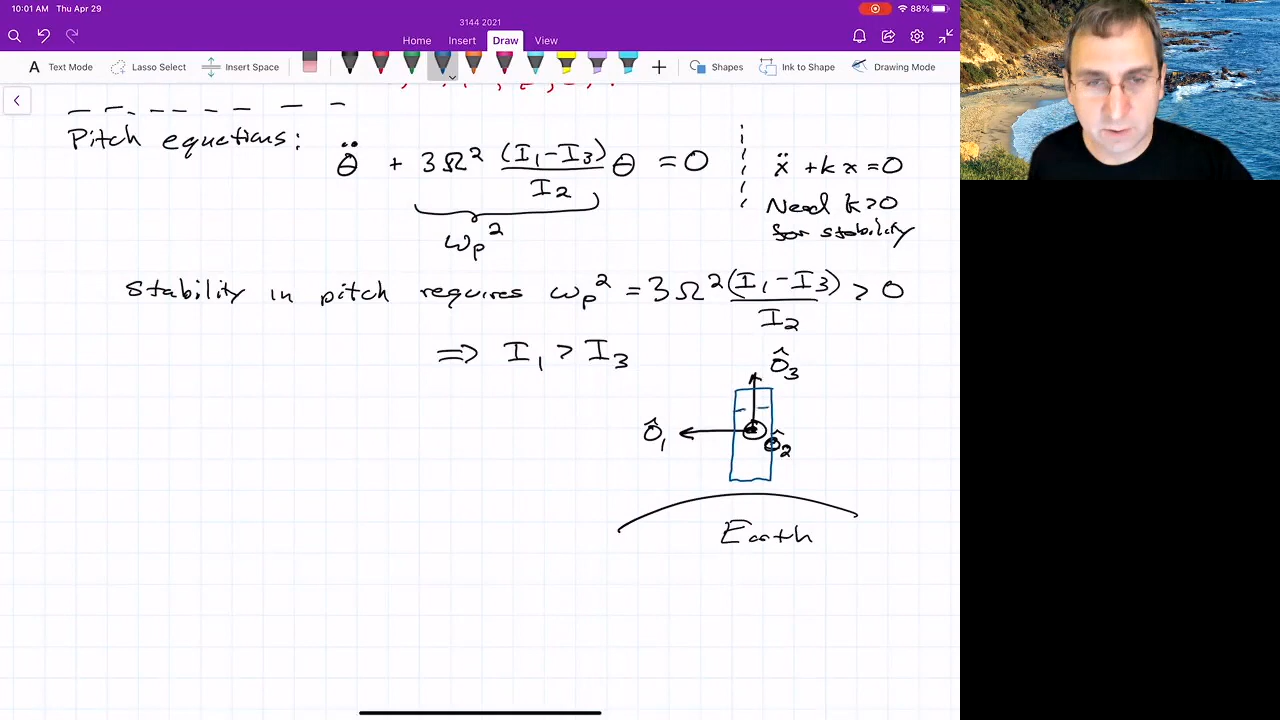 10:01 AM Thu Apr 29
88%
3144 2021
Home Insert Draw View
Text Mode Lasso Select Insert Space Shapes Ink to Shape Drawing Mode
Pitch equations:
θ̈ + 3Ω² (I₁-I₃)/I₂ θ = 0
ωₚ²
ẍ + k x = 0
Need k>0
for stability
Stability in pitch requires ωₚ² = 3Ω² (I₁-I₃)/I₂ > 0
⇒ I₁ > I₃
ô₃
ô₁
ô₂
Earth